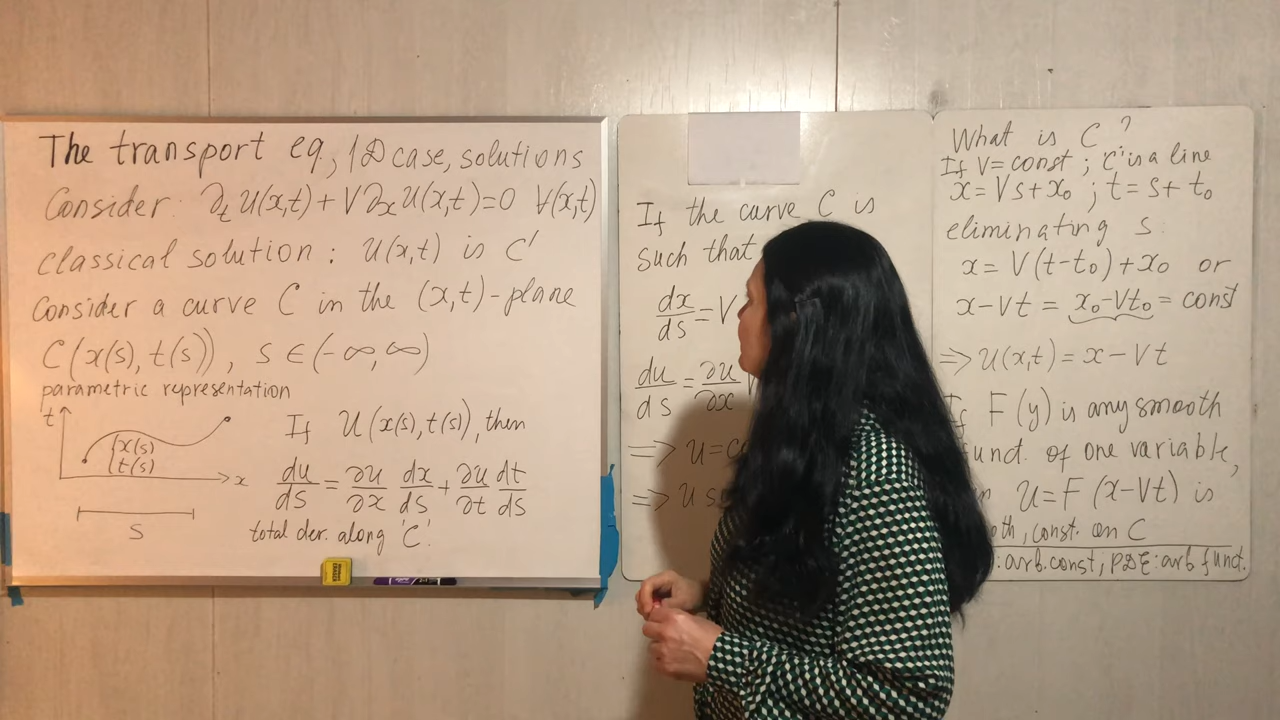 The transport eq, 1D case, solutions
Consider: ∂ₜu(x,t)+V∂ₓu(x,t)=0 ∀(x,t)
classical solution: u(x,t) is C'
Consider a curve C in the (x,t)-plane
C(x(s), t(s)), s∈(-∞,∞)
parametric representation
t
x(s)
t(s)
x
S
If u(x(s), t(s)), then
du/ds = ∂u/∂x dx/ds + ∂u/∂t dt/ds
total der. along 'C'.
If the curve C is
such that
dx/ds = V
du/ds = ∂u/∂x
=> u=
=> u
What is C?
If V=const; 'C' is a line
x=Vs+x₀; t=s+t₀
eliminating s:
x=V(t-t₀)+x₀ or
x-Vt = x₀-Vt₀ = const
=> u(x,t) = x-Vt
If F(y) is any smooth
funct. of one variable,
u=F(x-Vt) is
const. on C
: arb.const, PDE: arb funct.